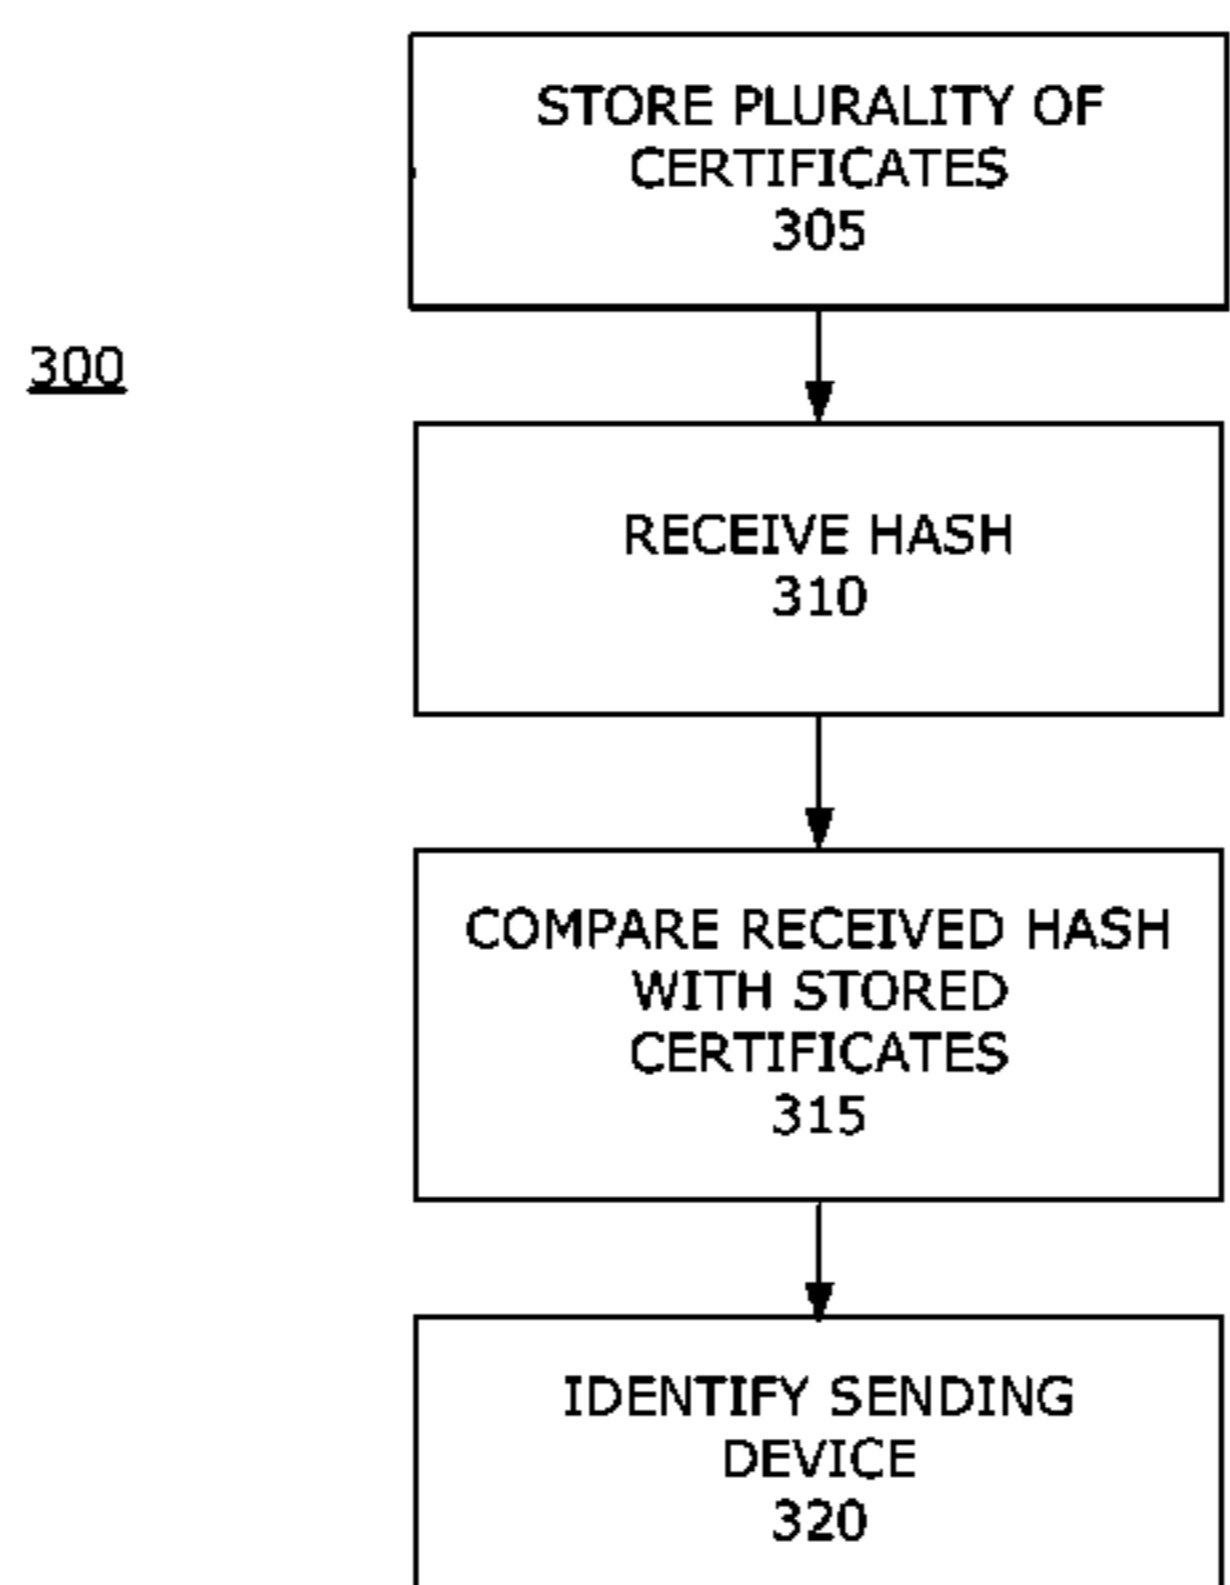 STORE PLURALITY OF
CERTIFICATES
305
300
RECEIVE HASH
310
COMPARE RECEIVED HASH
WITH STORED
CERTIFICATES
315
IDENTIFY SENDING
DEVICE
320